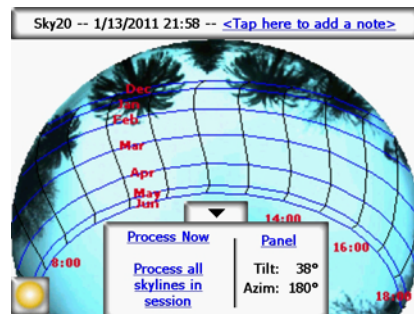 Sky20 -- 1/13/2011 21:58 -- <Tap here to add a note>
Dec
Jan
Feb
Mar
Apr
May
Jun
8:00
14:00
16:00
18:00
Process Now
Process all
skylines in
session
Panel
Tilt: 38°
Azim: 180°